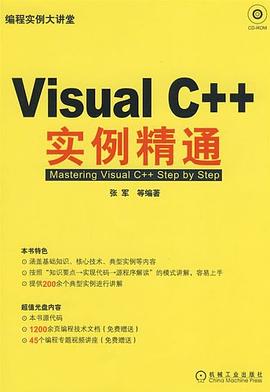 编程实例大讲堂
CD-ROM
Visual C++
实例精通
Mastering Visual C++ Step by Step
张 军 等编著
本书特色
◎ 涵盖基础知识、核心技术、典型实例等内容
◎ 按照“知识要点→实现代码→源程序解读”的模式讲解，容易上手
◎ 提供200余个典型实例进行讲解
超值光盘内容
◎ 本书源代码
◎ 1200余页编程技术文档（免费赠送）
◎ 45个编程专题视频讲座（免费赠送）
机械工业出版社
China Machine Press